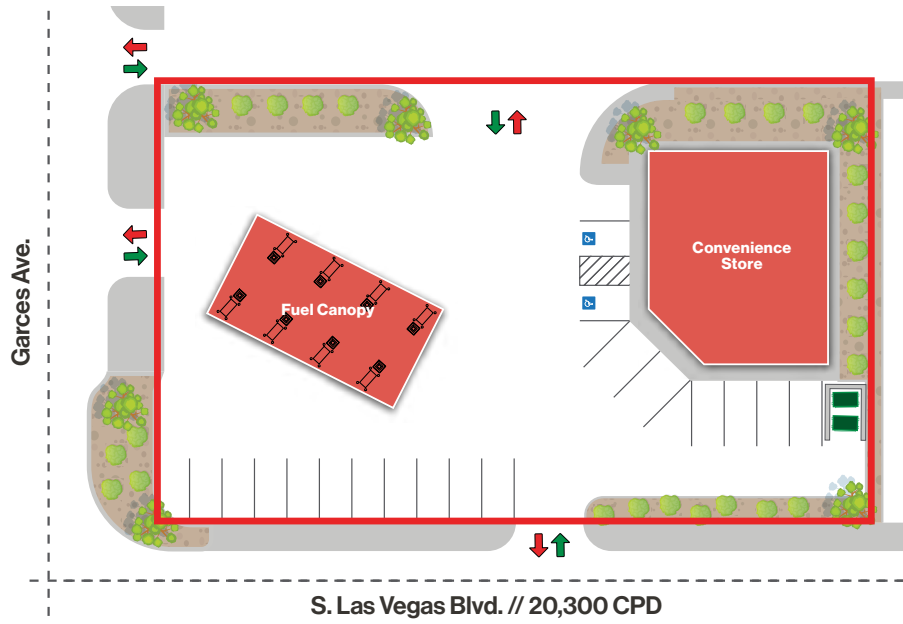 Garces Ave.
Convenience
Store
Fuel Canopy
S. Las Vegas Blvd. // 20,300 CPD